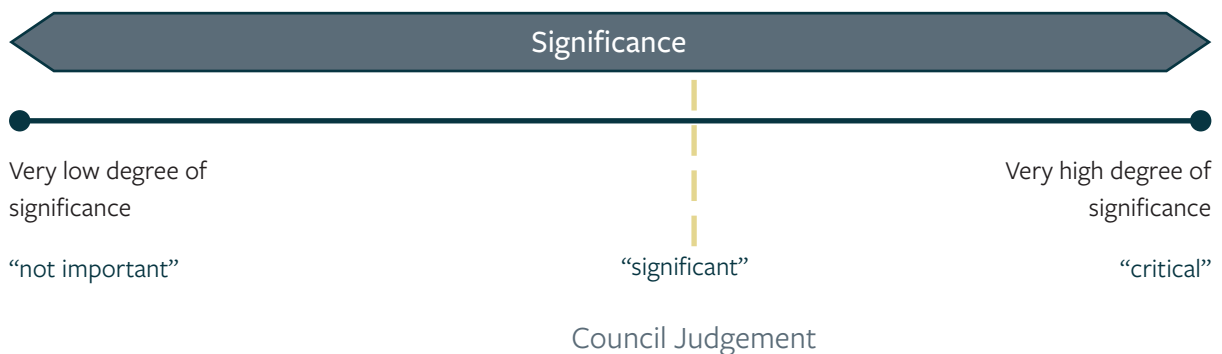 Significance
Very low degree of
significance
Very high degree of
significance
“not important”
“significant”
“critical”
Council Judgement